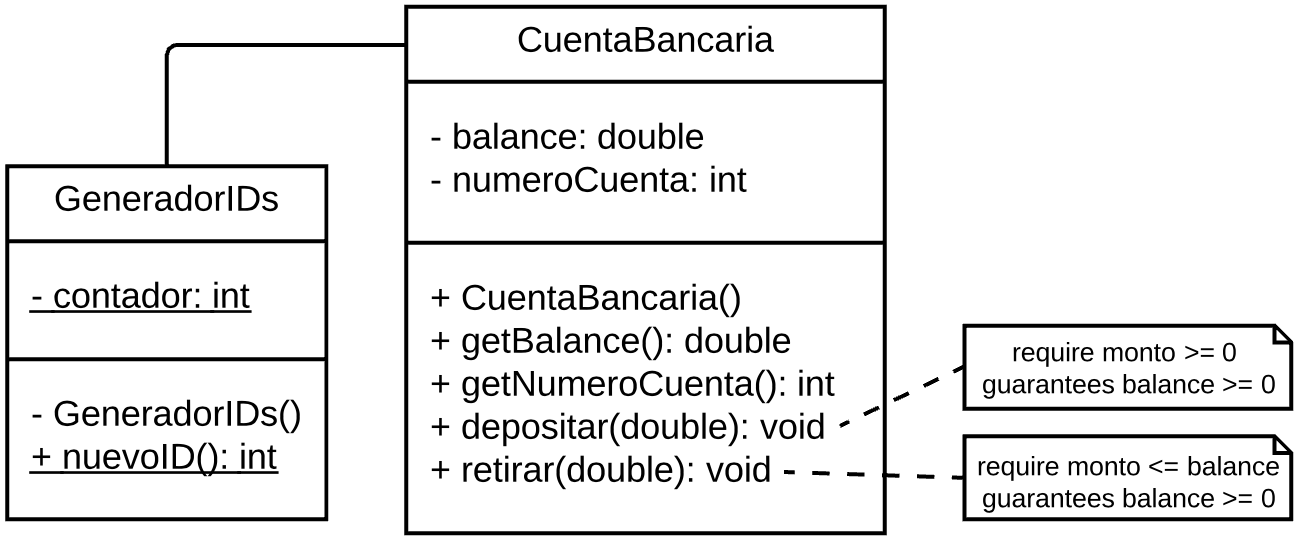 CuentaBancaria
- balance: double
- numeroCuenta: int
+ CuentaBancaria()
+ getBalance(): double
+ getNumeroCuenta(): int
+ depositar(double): void
+ retirar(double): void
GeneradorIDs
- contador: int
- GeneradorIDs()
+ nuevoID(): int
require monto >= 0
guarantees balance >= 0
require monto <= balance
guarantees balance >= 0